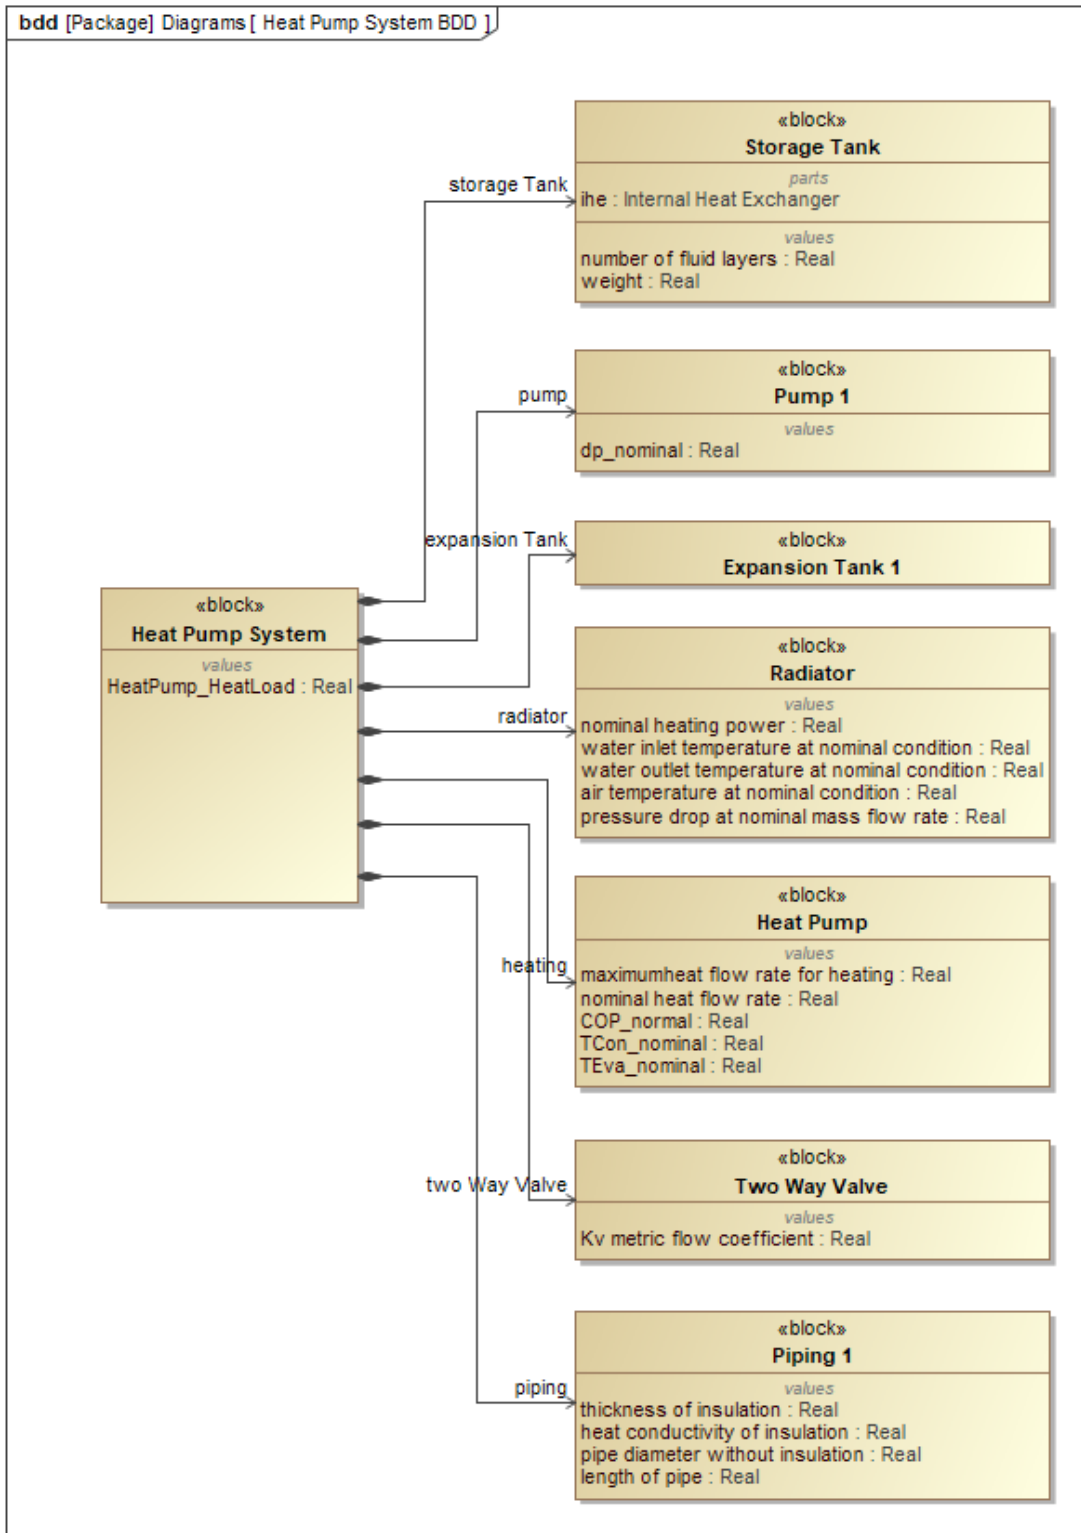 bdd [Package] Diagrams [ Heat Pump System BDD ]
«block»
Storage Tank
parts
ihe : Internal Heat Exchanger
values
number of fluid layers : Real
weight : Real
storage Tank
«block»
Pump 1
values
dp_nominal : Real
pump
«block»
Expansion Tank 1
expansion Tank
«block»
Heat Pump System
values
HeatPump_HeatLoad : Real
«block»
Radiator
values
nominal heating power : Real
water inlet temperature at nominal condition : Real
water outlet temperature at nominal condition : Real
air temperature at nominal condition : Real
pressure drop at nominal mass flow rate : Real
radiator
«block»
Heat Pump
values
maximumheat flow rate for heating : Real
nominal heat flow rate : Real
COP_normal : Real
TCon_nominal : Real
TEva_nominal : Real
heating
«block»
Two Way Valve
values
Kv metric flow coefficient : Real
two Way Valve
«block»
Piping 1
values
thickness of insulation : Real
heat conductivity of insulation : Real
pipe diameter without insulation : Real
length of pipe : Real
piping